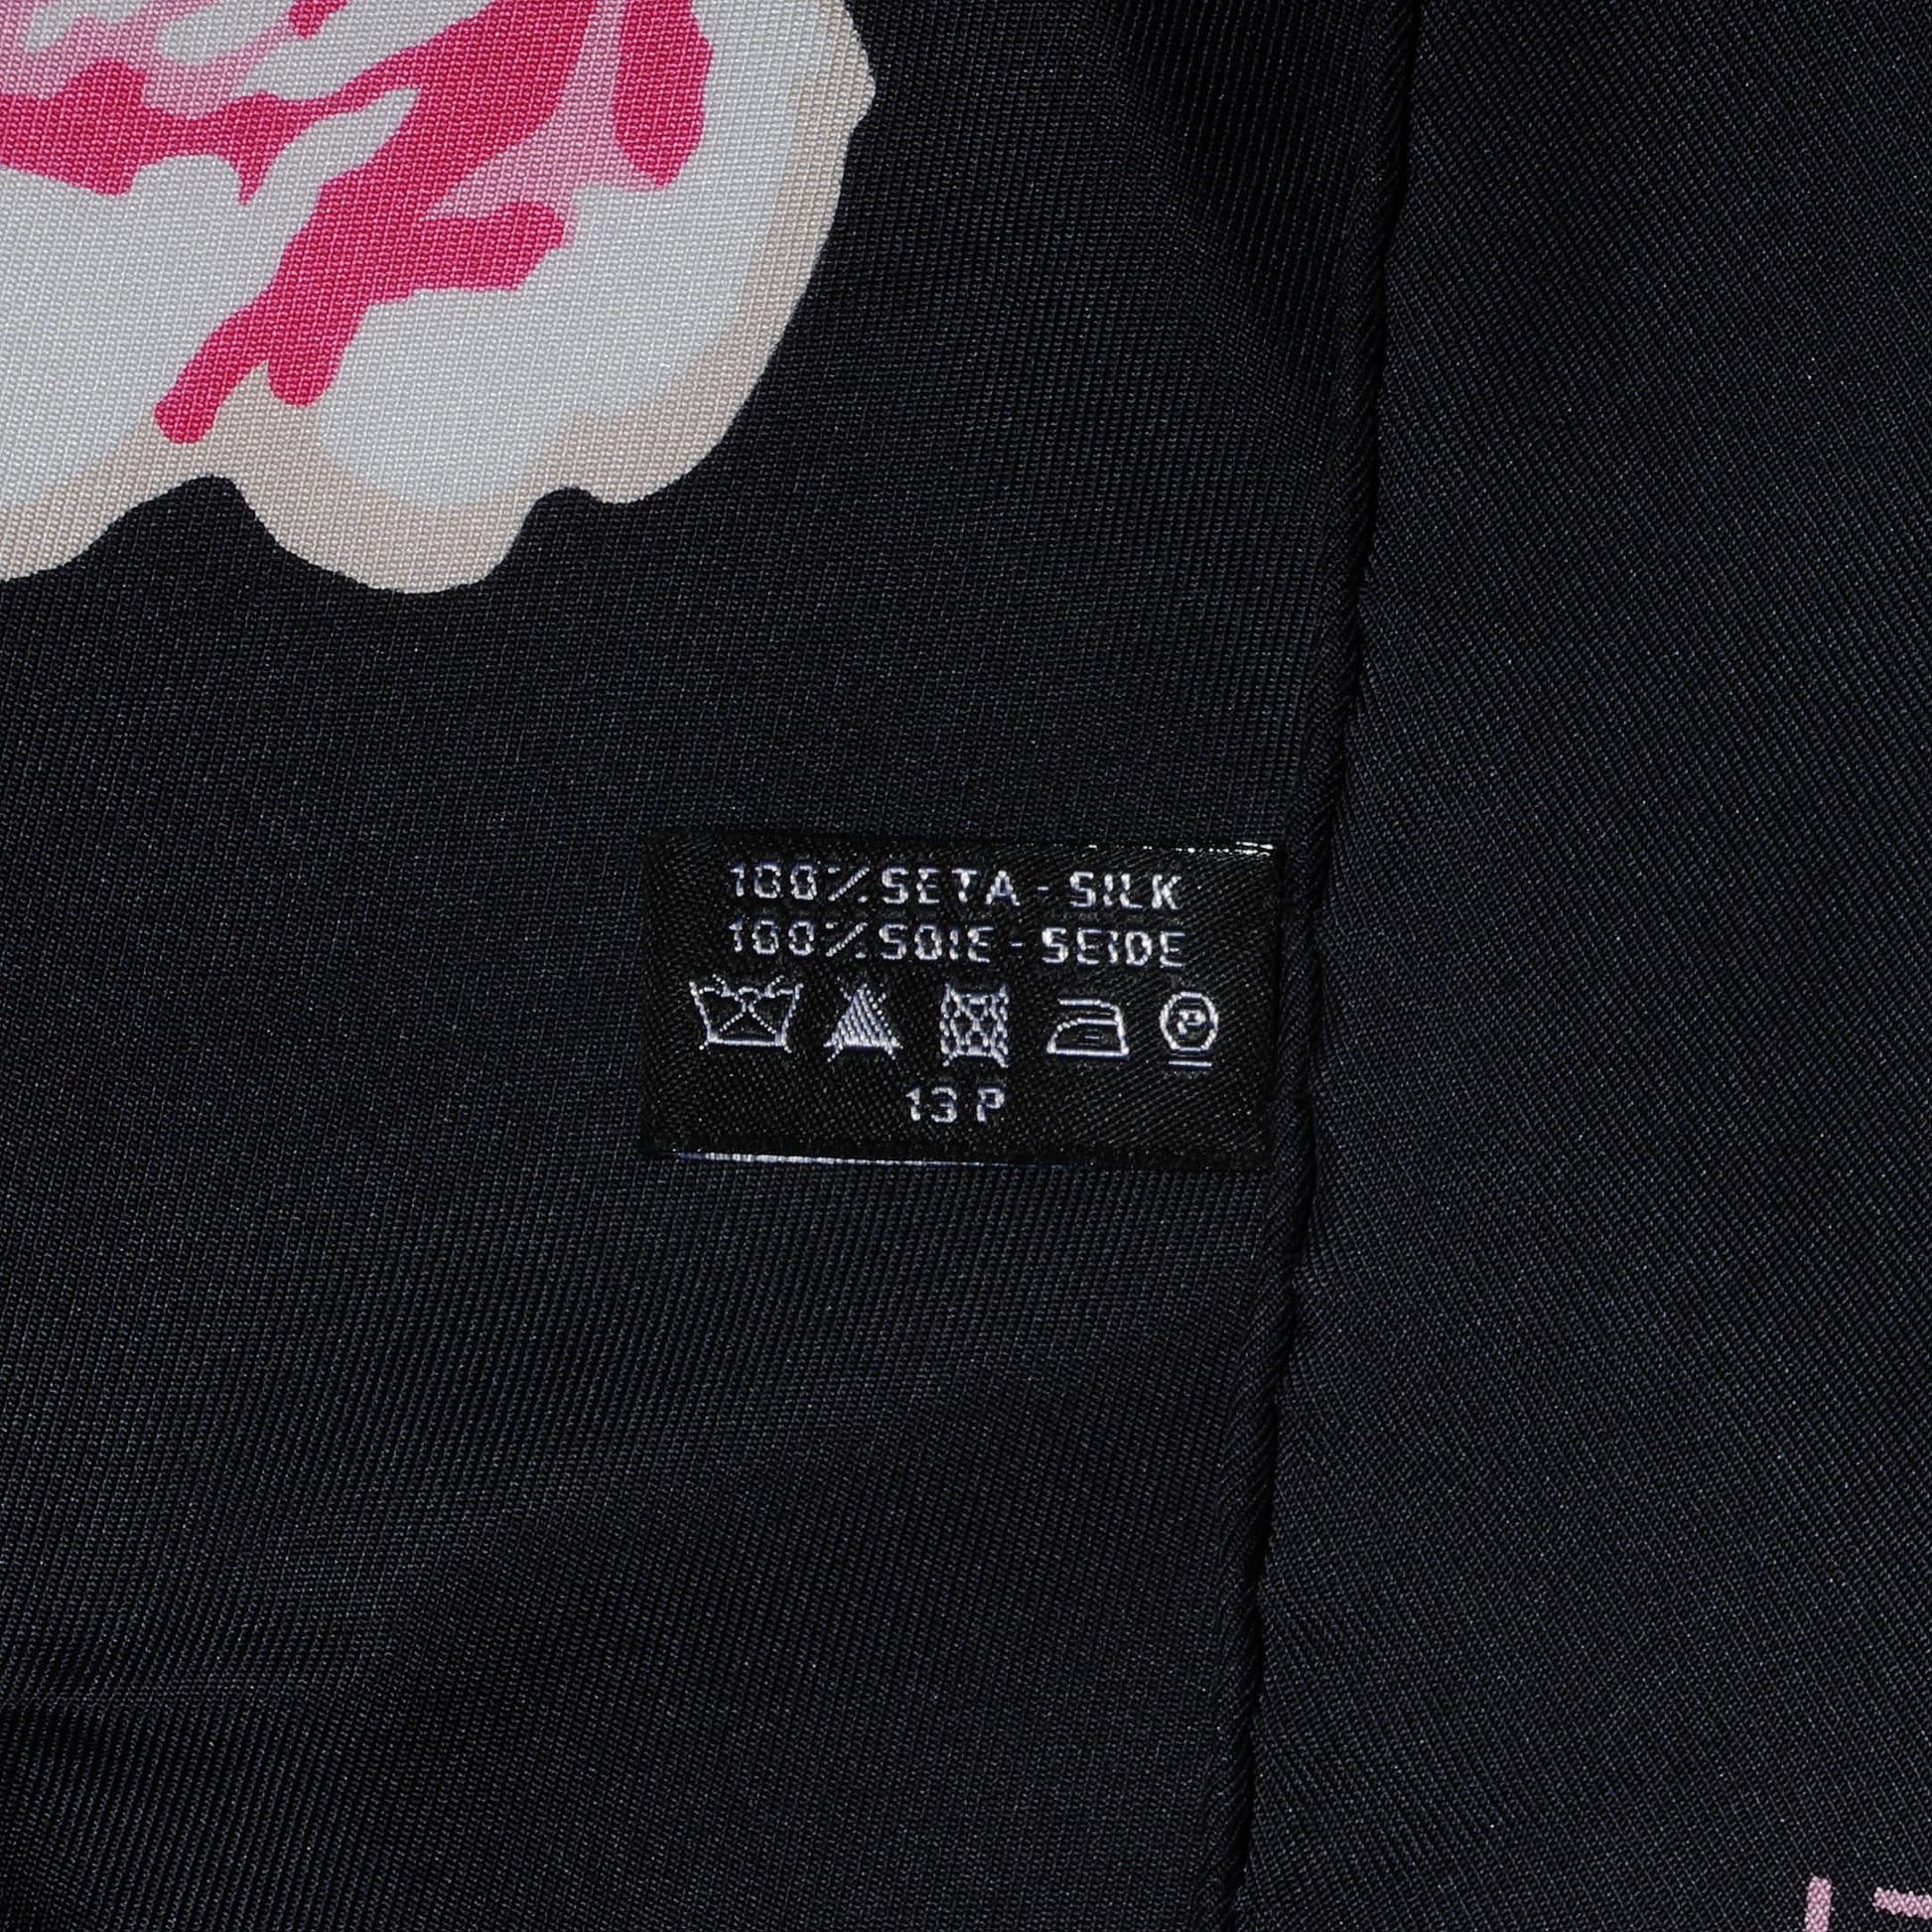 100% SETA - SILK
100% SOIE - SEIDE
P
13 P